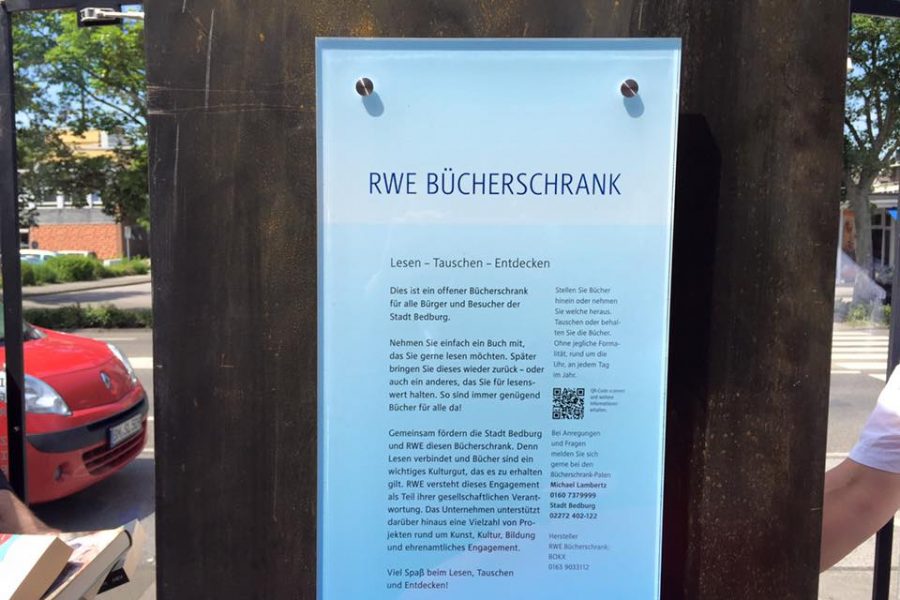 RWE BÜCHERSCHRANK
Lesen – Tauschen – Entdecken
Dies ist ein offener Bücherschrank
für alle Bürger und Besucher der
Stadt Bedburg.
Nehmen Sie einfach ein Buch mit,
das Sie gerne lesen möchten. Später
bringen Sie dieses wieder zurück – oder
auch ein anderes, das Sie für lesens-
wert halten. So sind immer genügend
Bücher für alle da!
Gemeinsam fördern die Stadt Bedburg
und RWE diesen Bücherschrank. Denn
Lesen verbindet und Bücher sind ein
wichtiges Kulturgut, das es zu erhalten
gilt. RWE versteht dieses Engagement
als Teil ihrer gesellschaftlichen Verant-
wortung. Das Unternehmen unterstützt
darüber hinaus eine Vielzahl von Pro-
jekten rund um Kunst, Kultur, Bildung
und ehrenamtliches Engagement.
Viel Spaß beim Lesen, Tauschen
und Entdecken!
Stellen Sie Bücher
hinein oder nehmen
Sie welche heraus.
Tauschen oder behal-
ten Sie die Bücher.
Ohne jegliche Forma-
lität, rund um die
Uhr, an jedem Tag
im Jahr.
QR-Code scannen
und weitere
Informationen
erhalten.
Bei Anregungen
und Fragen
melden Sie sich
gerne bei den
Bücherschrank-Paten
Michael Lambertz
0160 7379999
Stadt Bedburg
02272 402-122
Hersteller
RWE Bücherschrank:
BOKX
0163 9033112